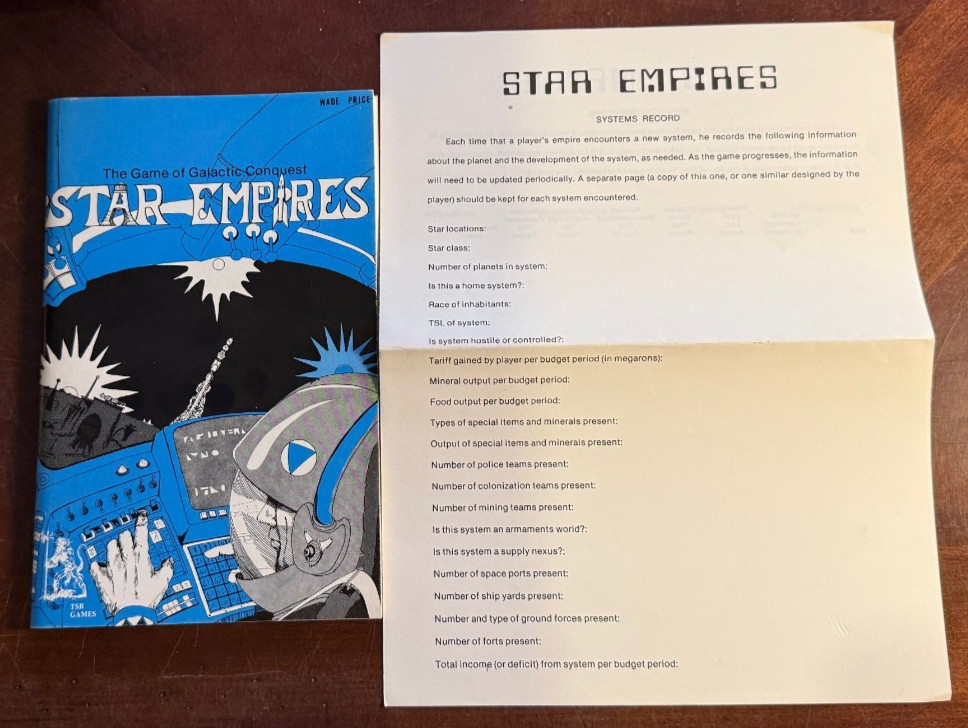 WADE PRICE
The Game of Galactic Conquest
STAR EMPIRES
TSR
GAMES
STAR EMPIRES
SYSTEMS RECORD
Each time that a player's empire encounters a new system, he records the following information
about the planet and the development of the system, as needed. As the game progresses, the information
will need to be updated periodically. A separate page (a copy of this one, or one similar designed by the
player) should be kept for each system encountered.
Star locations:
Star class:
Number of planets in system:
Is this a home system?:
Race of inhabitants:
TSL of system:
Is system hostile or controlled?:
Tariff gained by player per budget period (in megarons):
Mineral output per budget period:
Food output per budget period:
Types of special items and minerals present:
Output of special items and minerals present:
Number of police teams present:
Number of colonization teams present:
Number of mining teams present:
Is this system an armaments world?:
Is this system a supply nexus?:
Number of space ports present:
Number of ship yards present:
Number and type of ground forces present:
Number of forts present:
Total income (or deficit) from system per budget period: